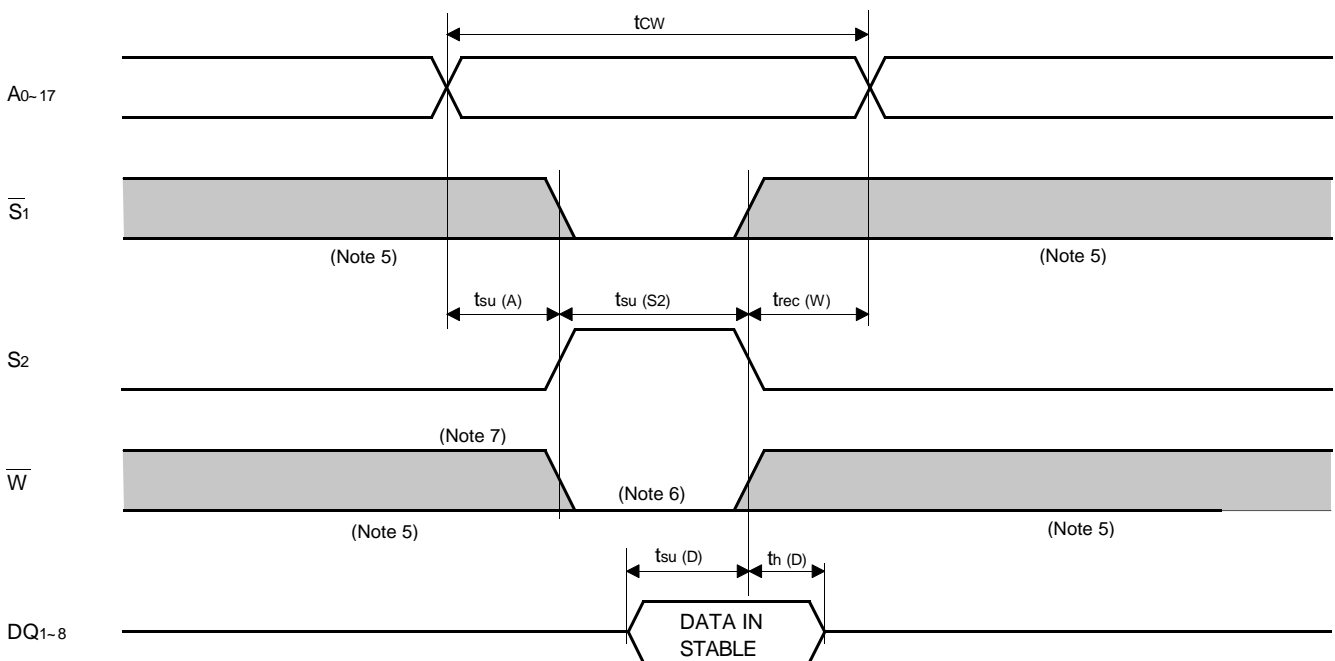 tCW
A0~17
S1
(Note 5) (Note 5)
tsu (A) tsu (S2) trec (W)
S2
(Note 7)
W
(Note 6)
(Note 5) (Note 5)
tsu (D) th (D)
DQ1~8
DATA IN
STABLE